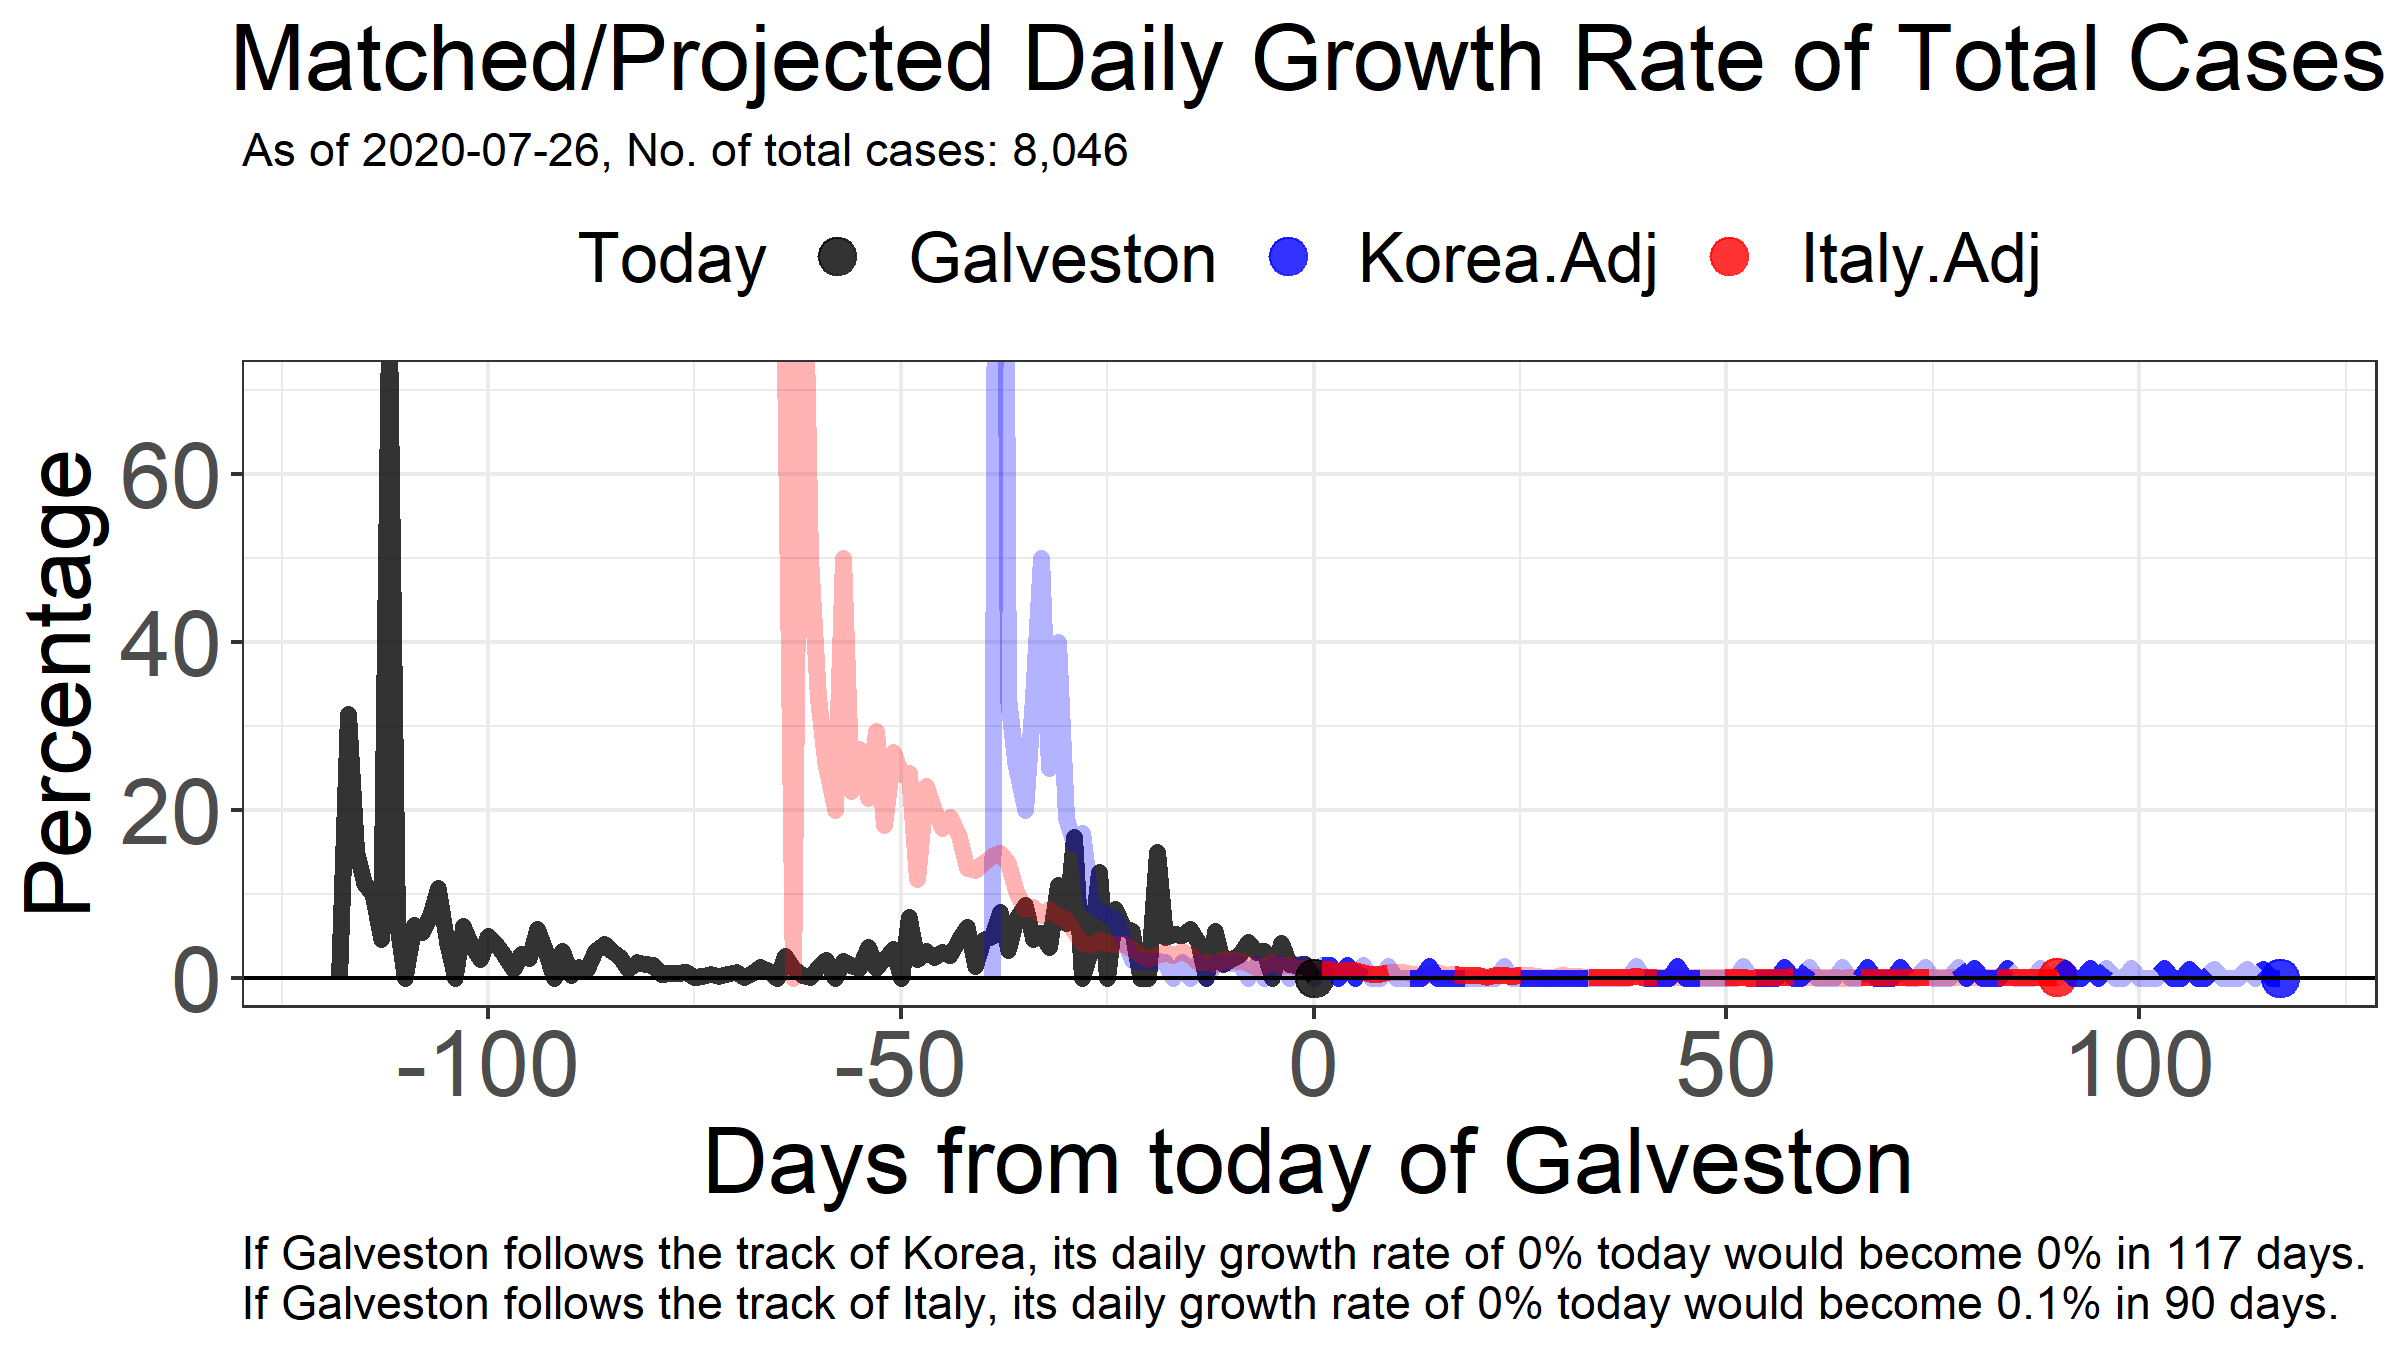 Matched/Projected Daily Growth Rate of Total Cases
As of 2020-07-26, No. of total cases: 8,046
Today Galveston Korea.Adj Italy.Adj
Percentage
60
40
20
0
-100 -50 0 50 100
Days from today of Galveston
If Galveston follows the track of Korea, its daily growth rate of 0% today would become 0% in 117 days.
If Galveston follows the track of Italy, its daily growth rate of 0% today would become 0.1% in 90 days.